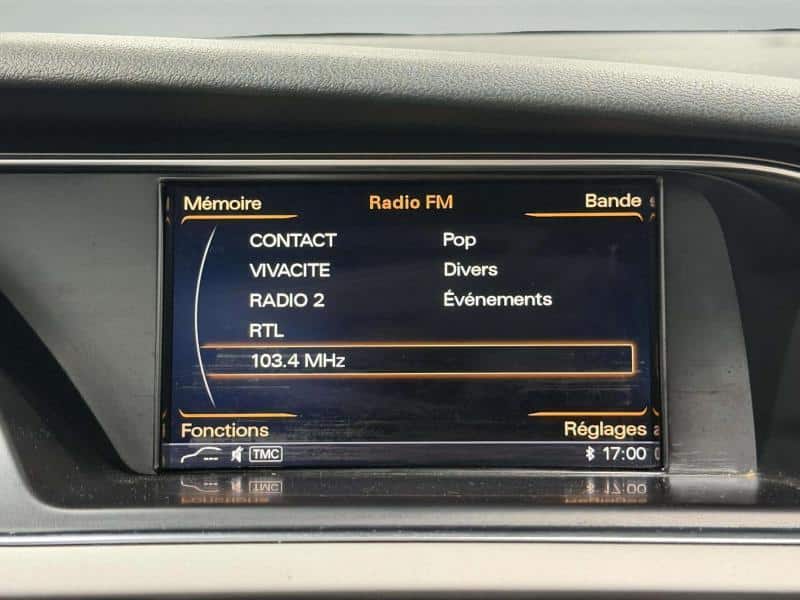 Mémoire Radio FM Bande
CONTACT Pop
VIVACITE Divers
RADIO 2 Événements
RTL
103.4 MHz
Fonctions Réglages
TMC 17:00